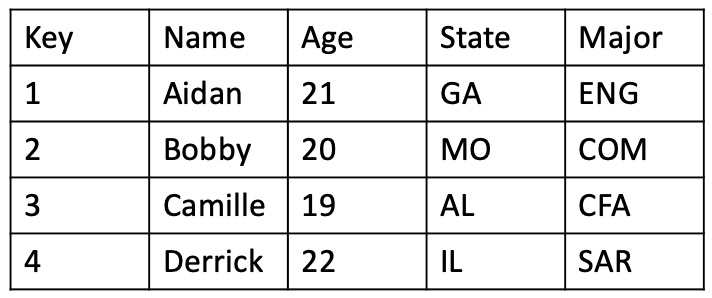 Key Name Age State Major
1 Aidan 21 GA ENG
2 Bobby 20 MO COM
3 Camille 19 AL CFA
4 Derrick 22 IL SAR